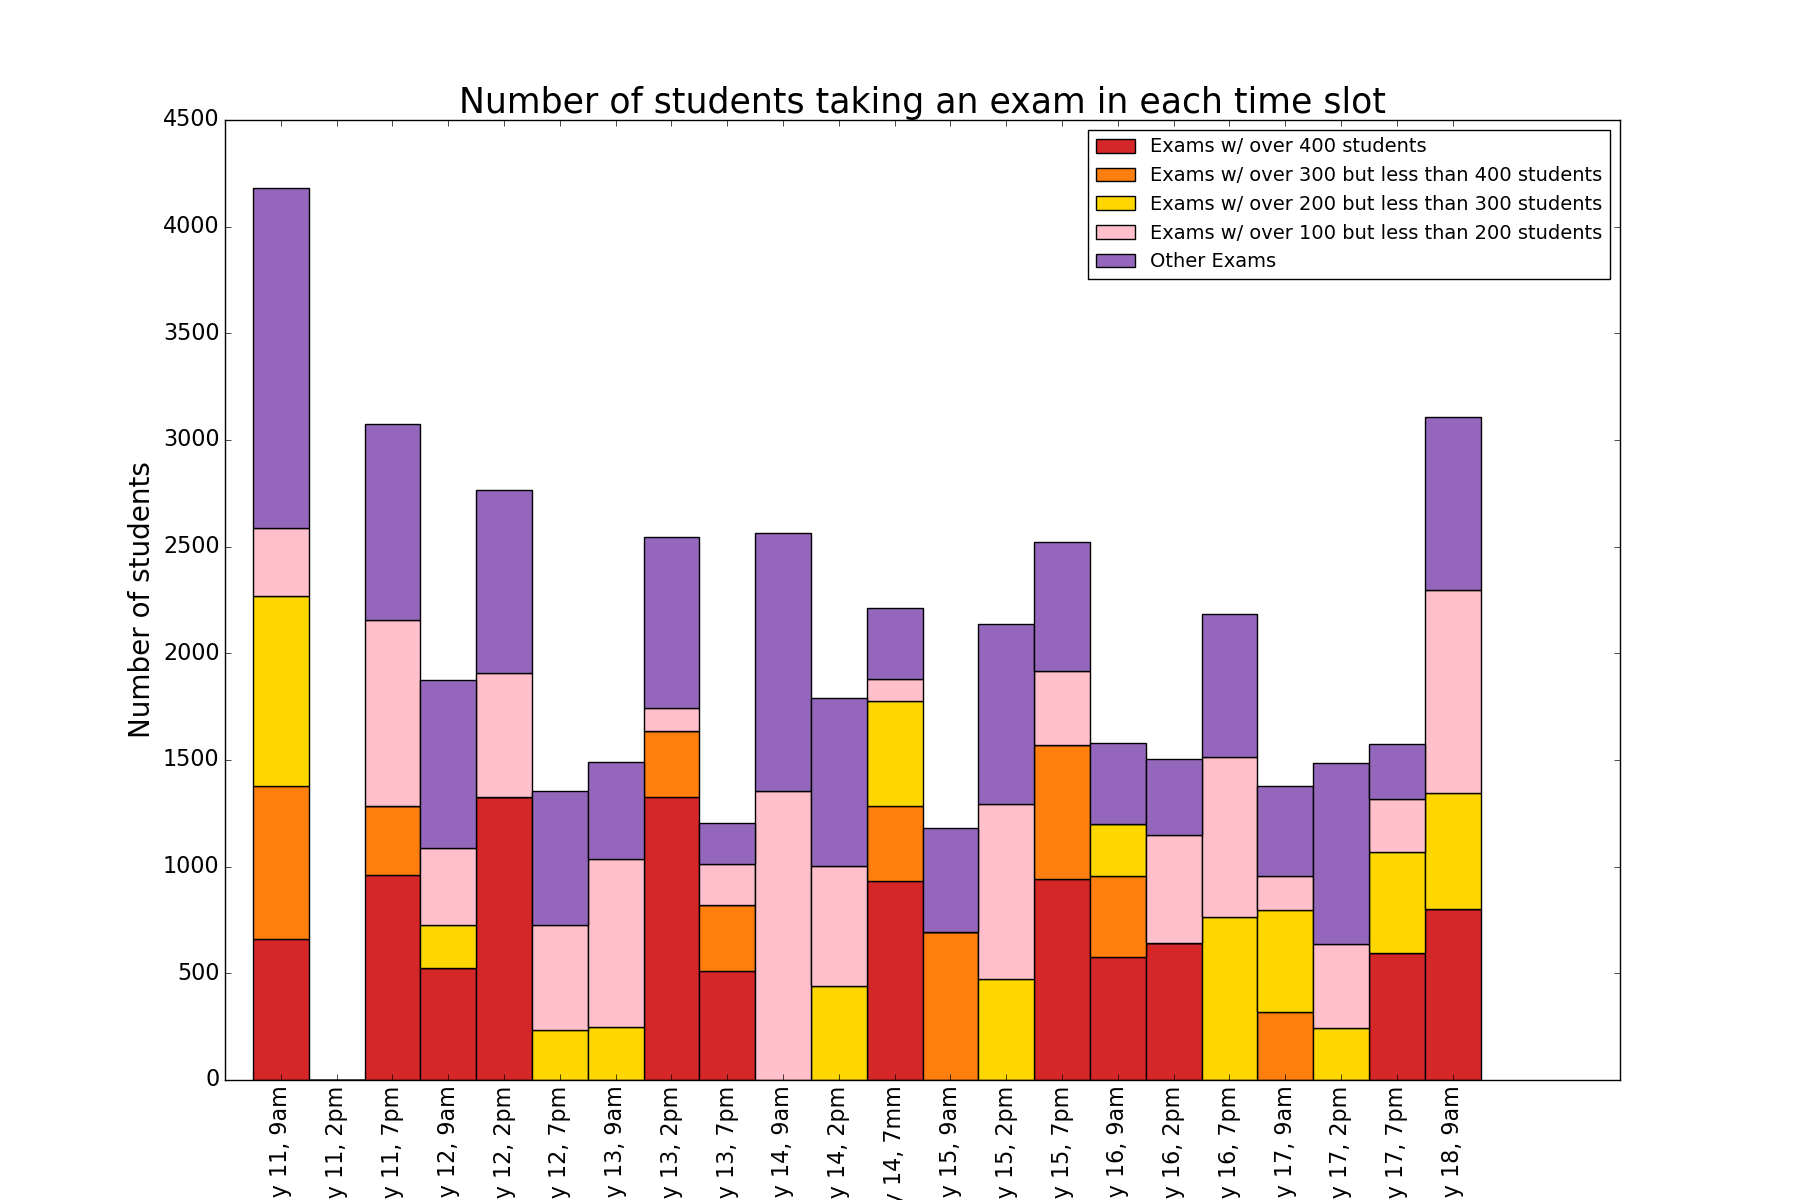 Number of students taking an exam in each time slot
Exams w/ over 400 students
Exams w/ over 300 but less than 400 students
Exams w/ over 200 but less than 300 students
Exams w/ over 100 but less than 200 students
Other Exams
Number of students
4500
4000
3500
3000
2500
2000
1500
1000
500
0
y 11, 9am
y 11, 2pm
y 11, 7pm
y 12, 9am
y 12, 2pm
y 12, 7pm
y 13, 9am
y 13, 2pm
y 13, 7pm
y 14, 9am
y 14, 2pm
y 14, 7mm
y 15, 9am
y 15, 2pm
y 15, 7pm
y 16, 9am
y 16, 2pm
y 16, 7pm
y 17, 9am
y 17, 2pm
y 17, 7pm
y 18, 9am